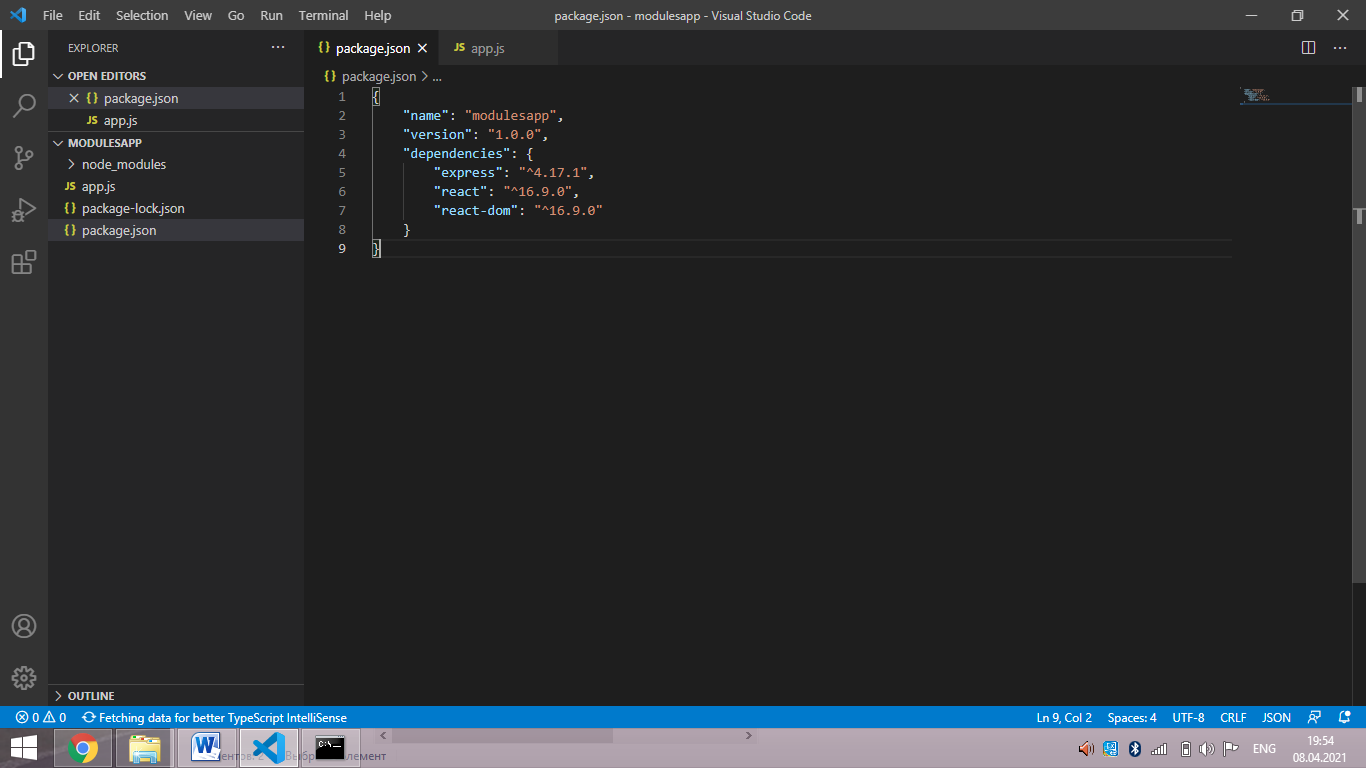 File Edit Selection View Go Run Terminal Help
package.json - modulesapp - Visual Studio Code
EXPLORER
OPEN EDITORS
{} package.json
JS app.js
MODULESAPP
node_modules
JS app.js
{} package-lock.json
{} package.json
OUTLINE
{} package.json
JS app.js
{} package.json > ...
1 {
2 "name": "modulesapp",
3 "version": "1.0.0",
4 "dependencies": {
5 "express": "^4.17.1",
6 "react": "^16.9.0",
7 "react-dom": "^16.9.0"
8 }
9 }
0 0 Fetching data for better TypeScript IntelliSense
Ln 9, Col 2 Spaces: 4 UTF-8 CRLF JSON
ENG
19:54
08.04.2021